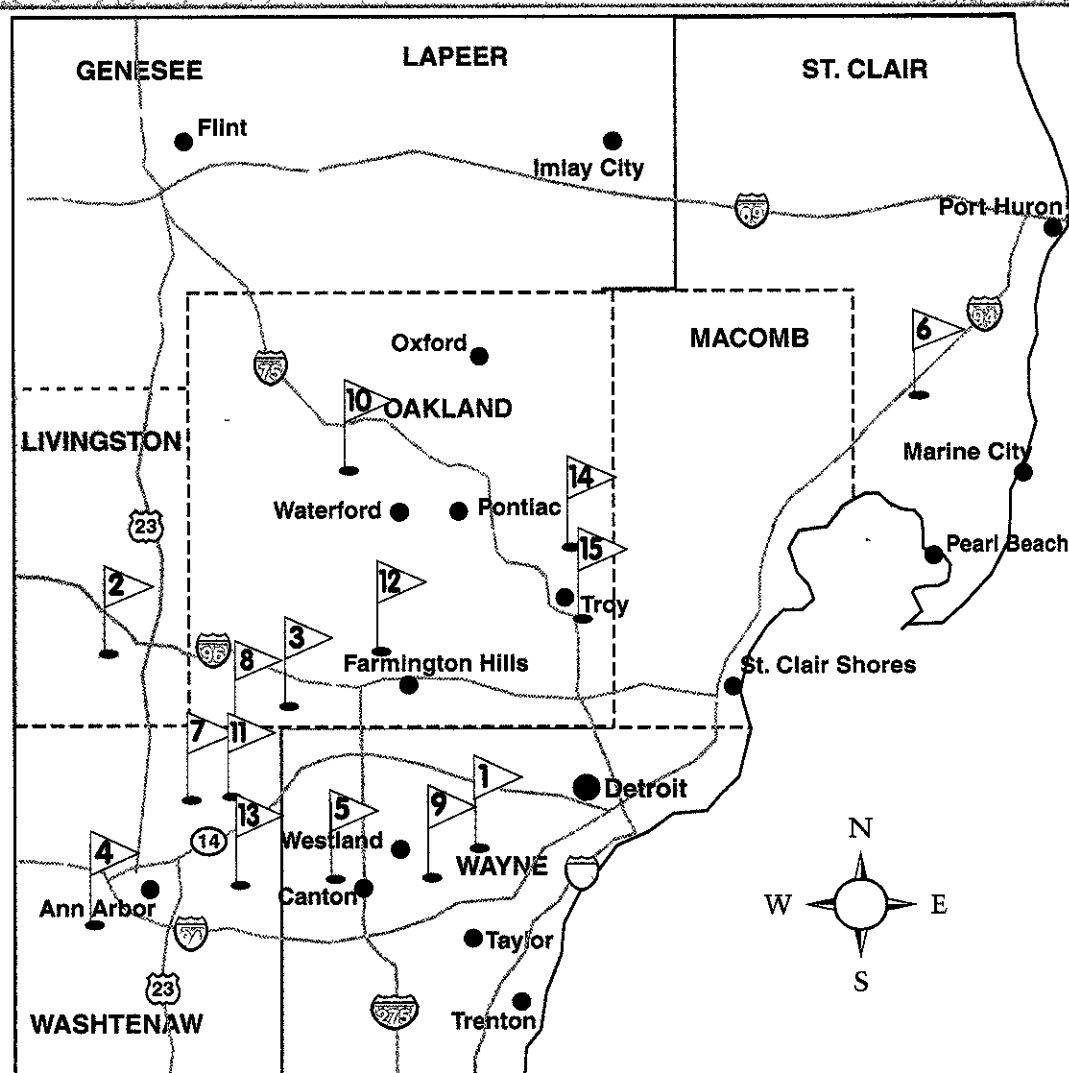 GENESEE
LAPEER
ST. CLAIR
Flint
Imlay City
69
Port Huron
94
6
MACOMB
Oxford
75
10
OAKLAND
LIVINGSTON
Marine City
14
Waterford
Pontiac
23
15
Pearl Beach
2
12
Troy
3
96
8
Farmington Hills
St. Clair Shores
7
11
1
Detroit
13
5
9
14
Westland
4
WAYNE
N
Ann Arbor
Canton
W
E
Taylor
S
23
275
WASHTENAW
Trenton